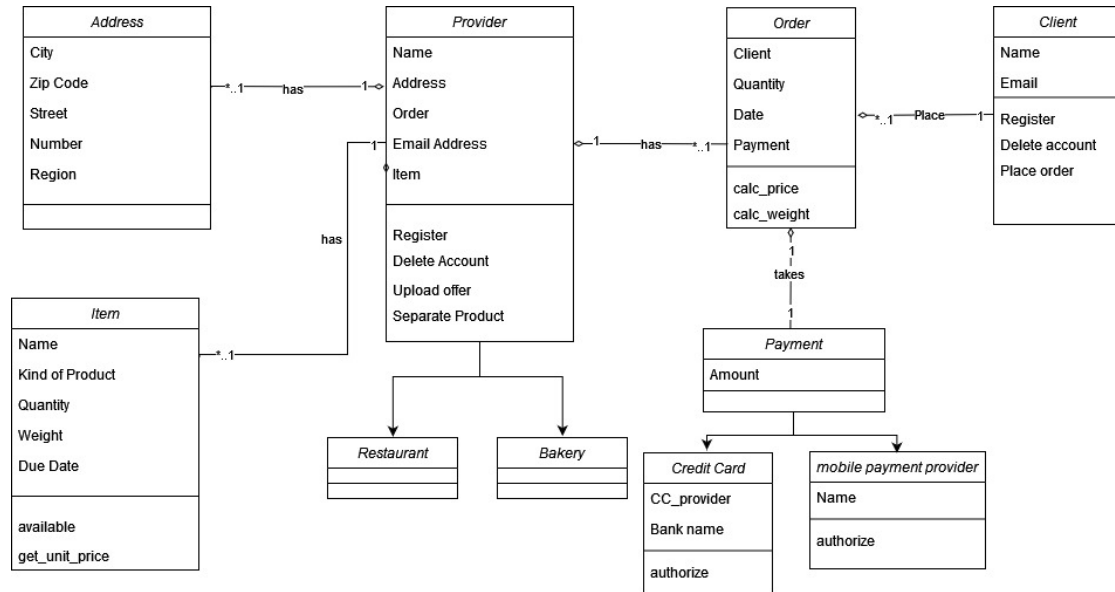 Address
City
Zip Code
Street
Number
Region
*..1
has
1
Provider
Name
Address
Order
Email Address
Item
Register
Delete Account
Upload offer
Separate Product
1
has
*..1
Order
Client
Quantity
Date
Payment
calc_price
calc_weight
*..1
Place
1
Client
Name
Email
Register
Delete account
Place order
1
has
*..1
Item
Name
Kind of Product
Quantity
Weight
Due Date
available
get_unit_price
1
takes
1
Payment
Amount
Restaurant
Bakery
Credit Card
CC_provider
Bank name
authorize
mobile payment provider
Name
authorize